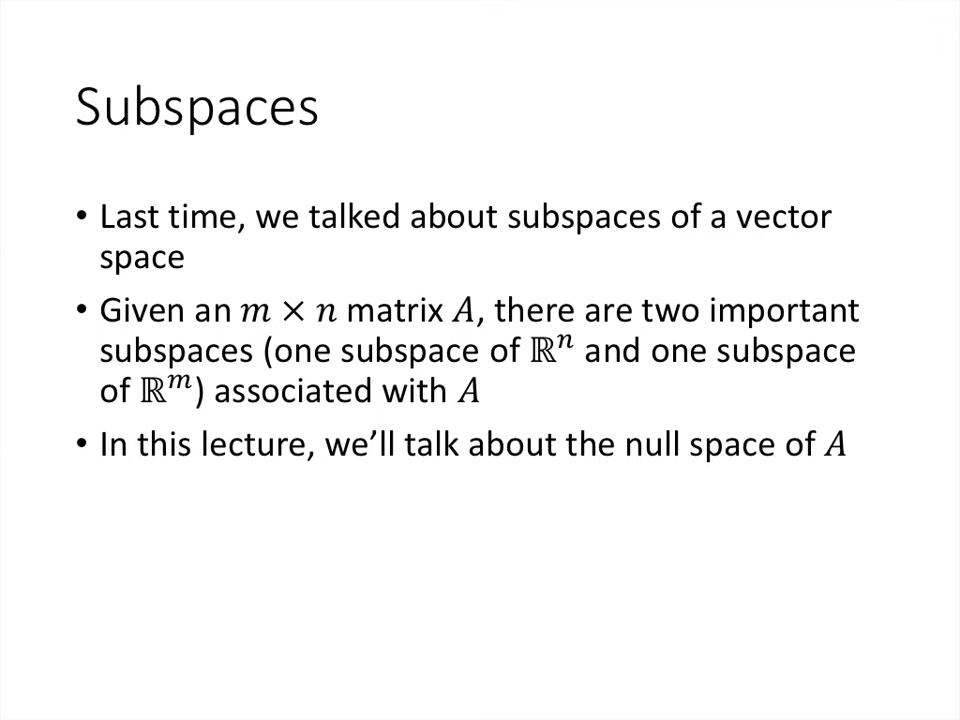 Subspaces
• Last time, we talked about subspaces of a vector
space
• Given an 𝑚 × 𝑛 matrix 𝐴, there are two important
subspaces (one subspace of ℝⁿ and one subspace
of ℝᵐ) associated with 𝐴
• In this lecture, we’ll talk about the null space of 𝐴